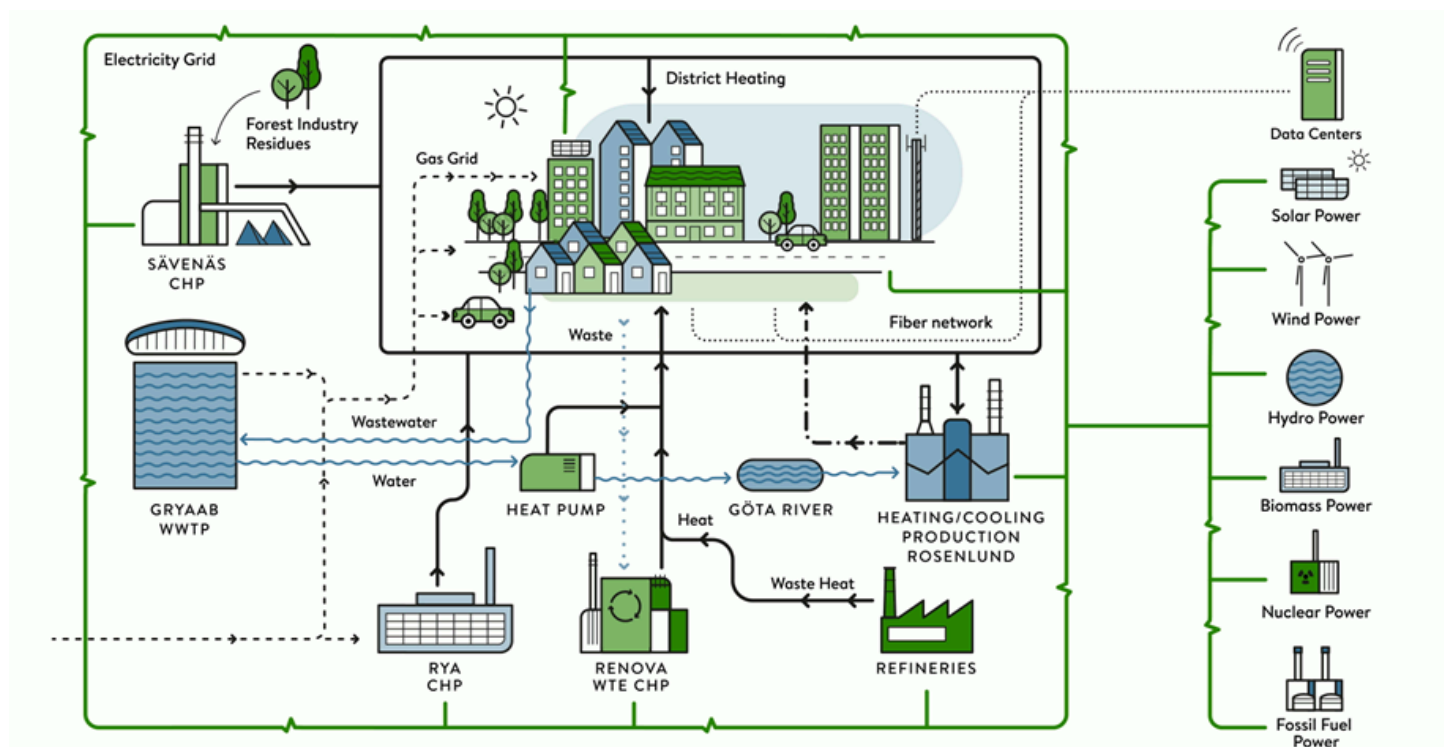 Electricity Grid
Forest Industry
Residues
District Heating
Gas Grid
Data Centers
Solar Power
SÄVENÄS
CHP
Wind Power
Fiber network
Waste
Hydro Power
Wastewater
Water
GRYAAB
WWTP
HEAT PUMP
GÖTA RIVER
HEATING/COOLING
PRODUCTION
ROSENLUND
Biomass Power
Heat
Waste Heat
Nuclear Power
RYA
CHP
RENOVA
WTE CHP
REFINERIES
Fossil Fuel
Power